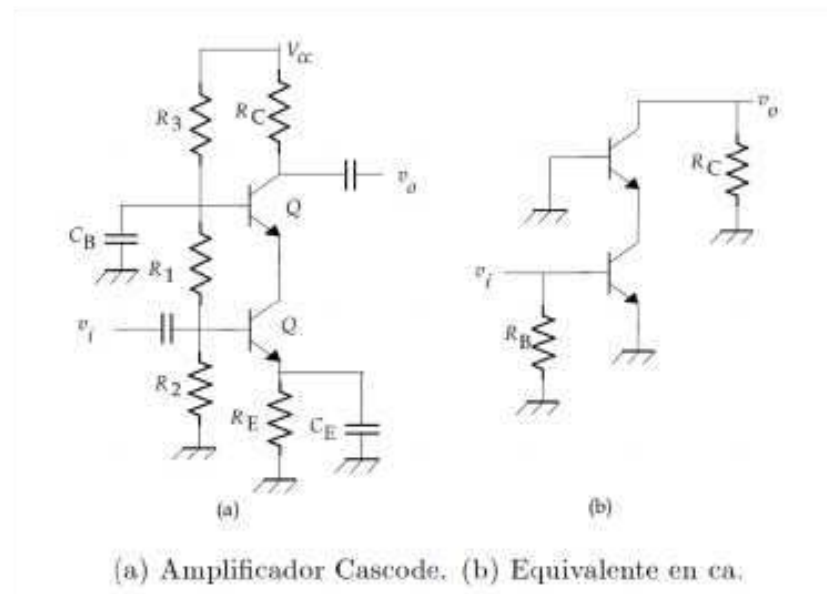 V_CC
R_3
R_C
v_o
Q
C_B
R_1
v_i
Q
R_2
R_E
C_E
(a)
v_o
R_C
v_i
R_B
(b)
(a) Amplificador Cascode. (b) Equivalente en ca.